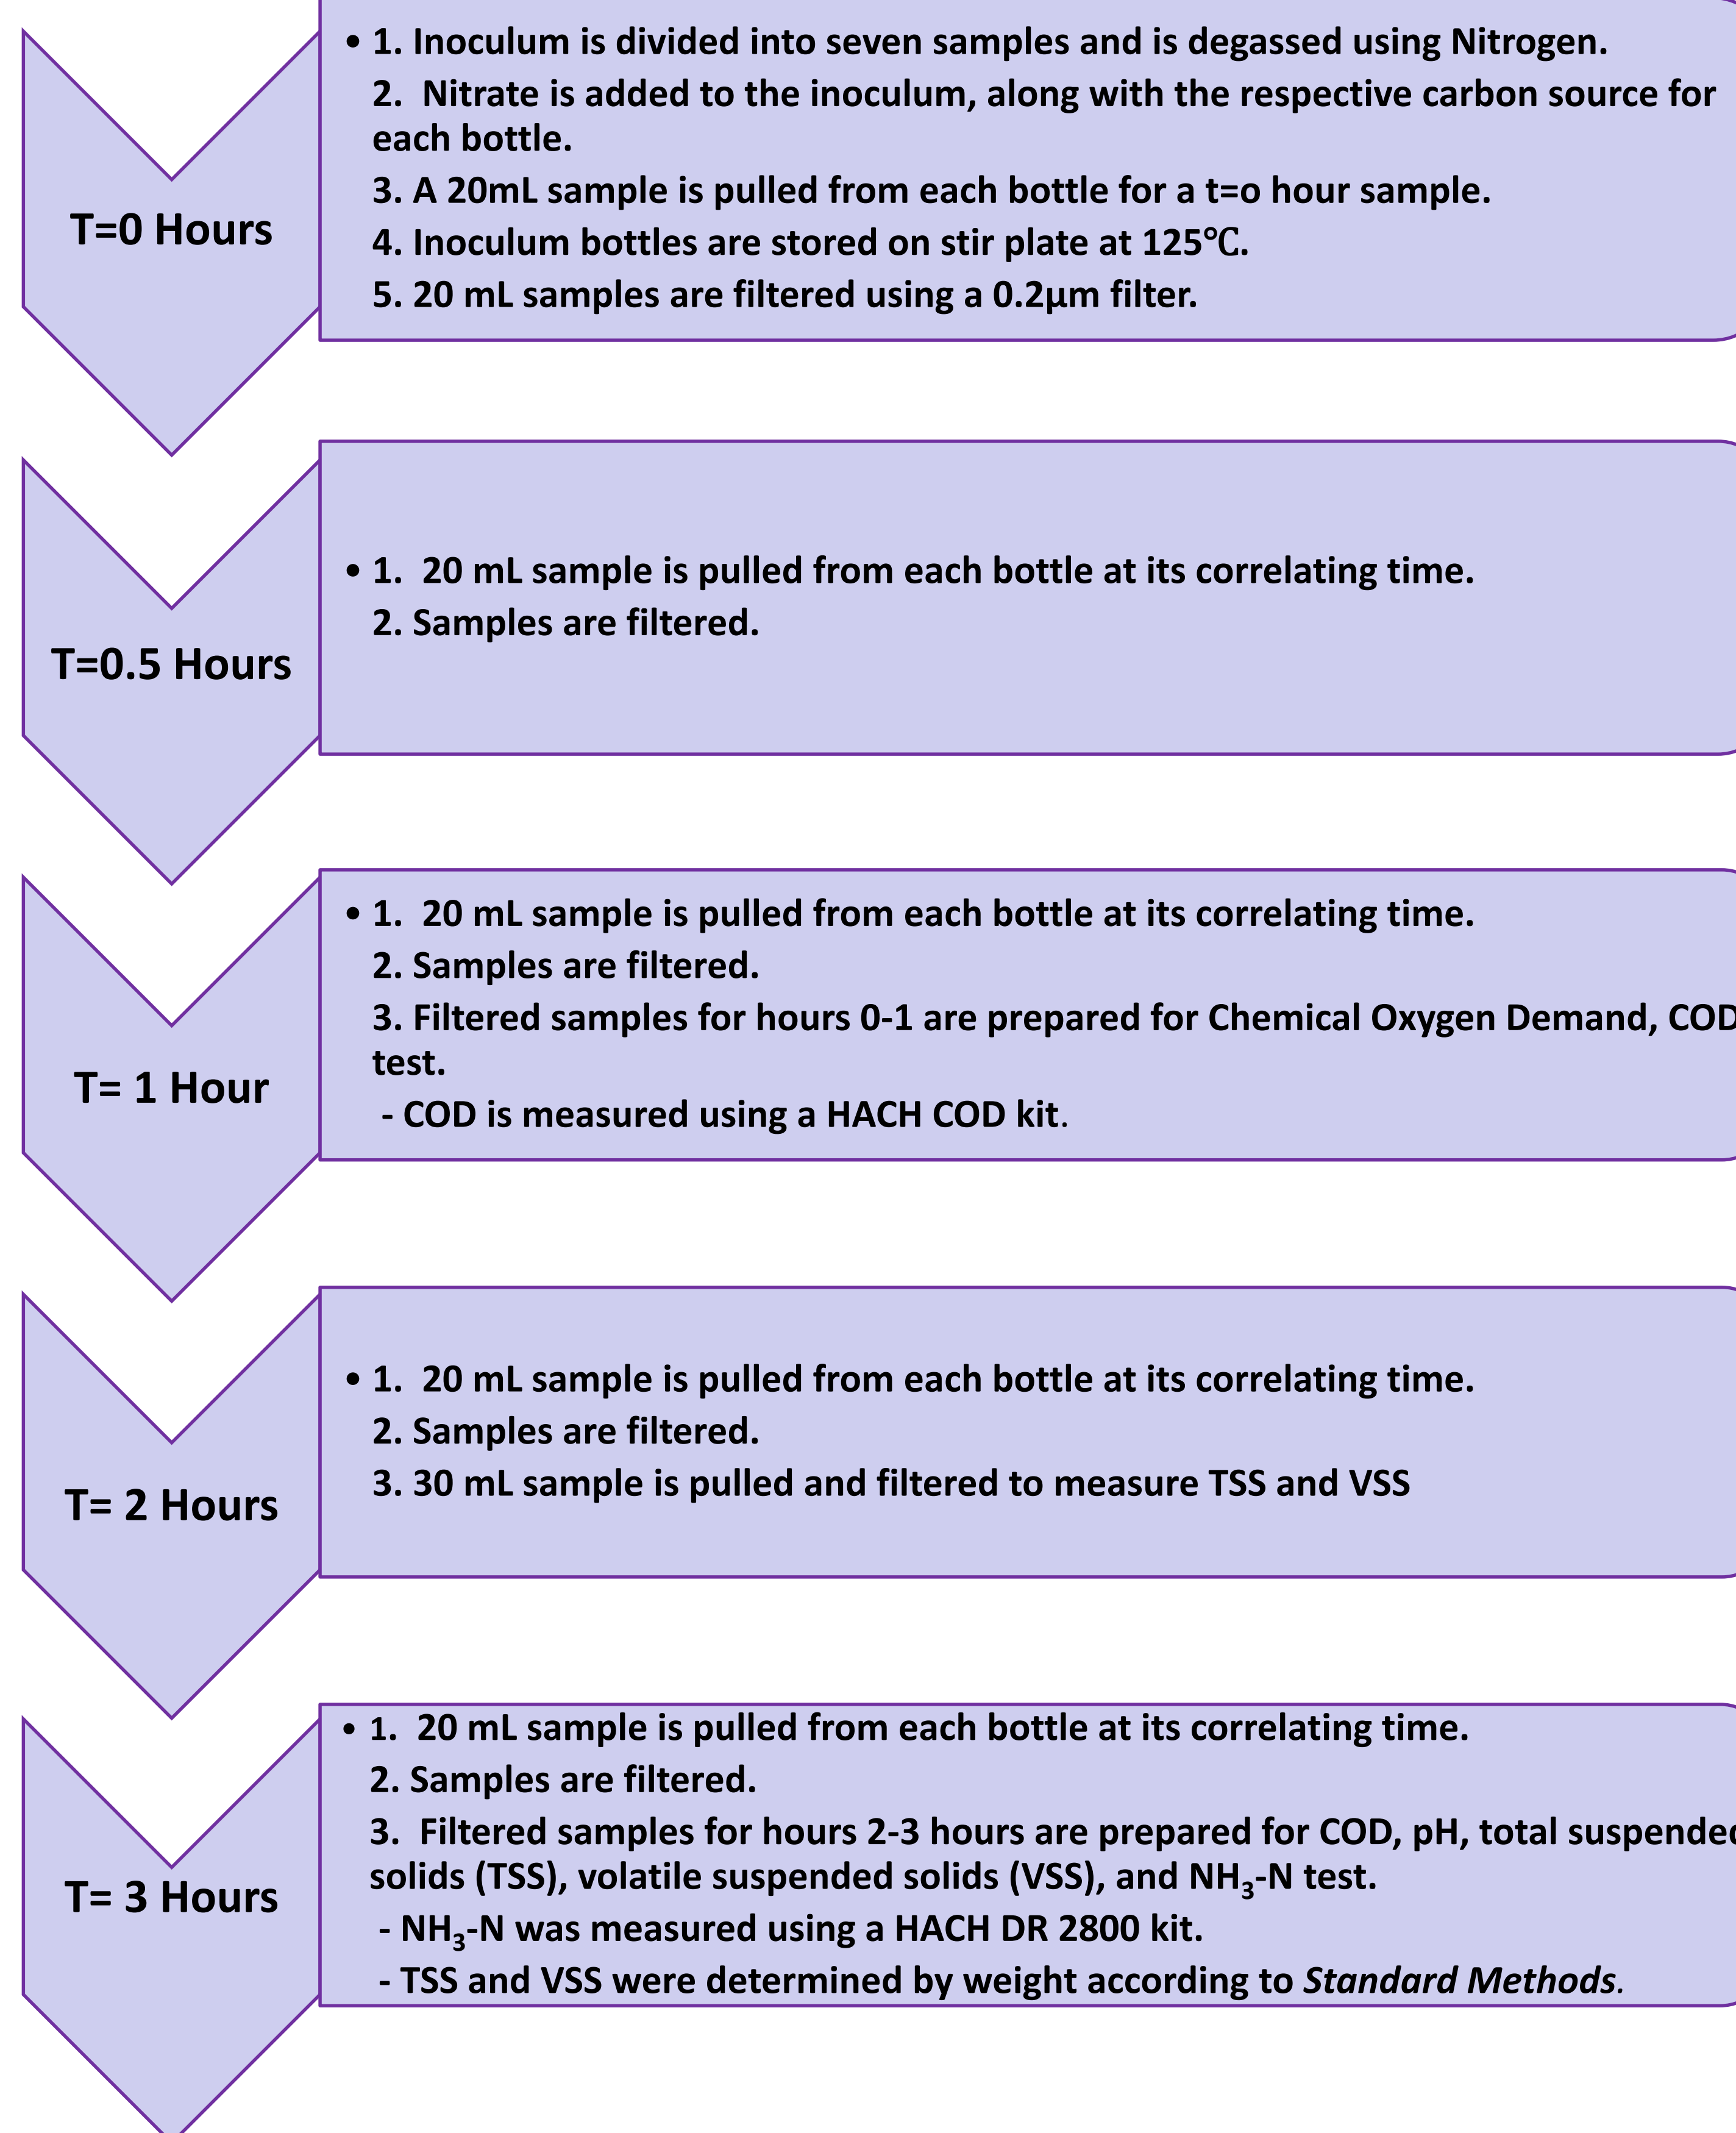 • 1. Inoculum is divided into seven samples and is degassed using Nitrogen.
2. Nitrate is added to the inoculum, along with the respective carbon source for
each bottle.
3. A 20mL sample is pulled from each bottle for a t=o hour sample.
4. Inoculum bottles are stored on stir plate at 125℃.
5. 20 mL samples are filtered using a 0.2µm filter.
T=0 Hours
• 1. 20 mL sample is pulled from each bottle at its correlating time.
2. Samples are filtered.
T=0.5 Hours
• 1. 20 mL sample is pulled from each bottle at its correlating time.
2. Samples are filtered.
3. Filtered samples for hours 0-1 are prepared for Chemical Oxygen Demand, COD
test.
- COD is measured using a HACH COD kit.
T= 1 Hour
• 1. 20 mL sample is pulled from each bottle at its correlating time.
2. Samples are filtered.
3. 30 mL sample is pulled and filtered to measure TSS and VSS
T= 2 Hours
• 1. 20 mL sample is pulled from each bottle at its correlating time.
2. Samples are filtered.
3. Filtered samples for hours 2-3 hours are prepared for COD, pH, total suspended
solids (TSS), volatile suspended solids (VSS), and NH₃-N test.
- NH₃-N was measured using a HACH DR 2800 kit.
- TSS and VSS were determined by weight according to Standard Methods.
T= 3 Hours